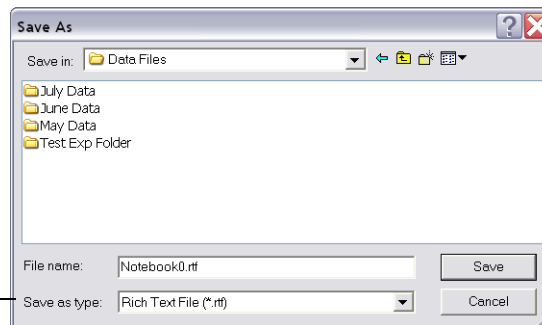 Save As
Save in: Data Files
July Data
June Data
May Data
Test Exp Folder
File name: Notebook0.rtf Save
Save as type: Rich Text File (*.rtf) Cancel